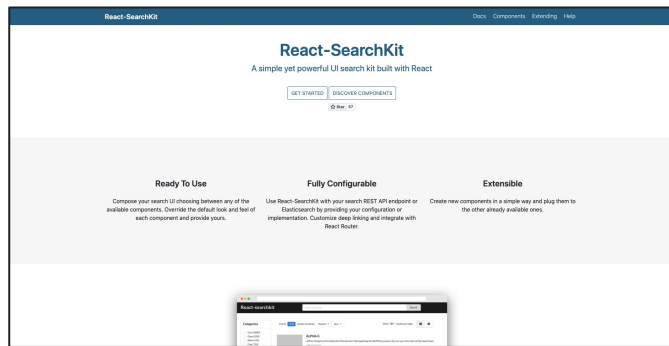 React-SearchKit
Docs Components Extending Help
React-SearchKit
A simple yet powerful UI search kit built with React
GET STARTED
DISCOVER COMPONENTS
Star 57
Ready To Use
Compose your search UI choosing between any of the
available components. Override the default look and feel of
each component and provide yours.
Fully Configurable
Use React-SearchKit with your search REST API endpoint or
Elasticsearch by providing your configuration or
implementation. Customize deep linking and integrate with
React Router.
Extensible
Create new components in a simple way and plug them to
the other already available ones.
React-searchkit
Categories
ALPHA-G